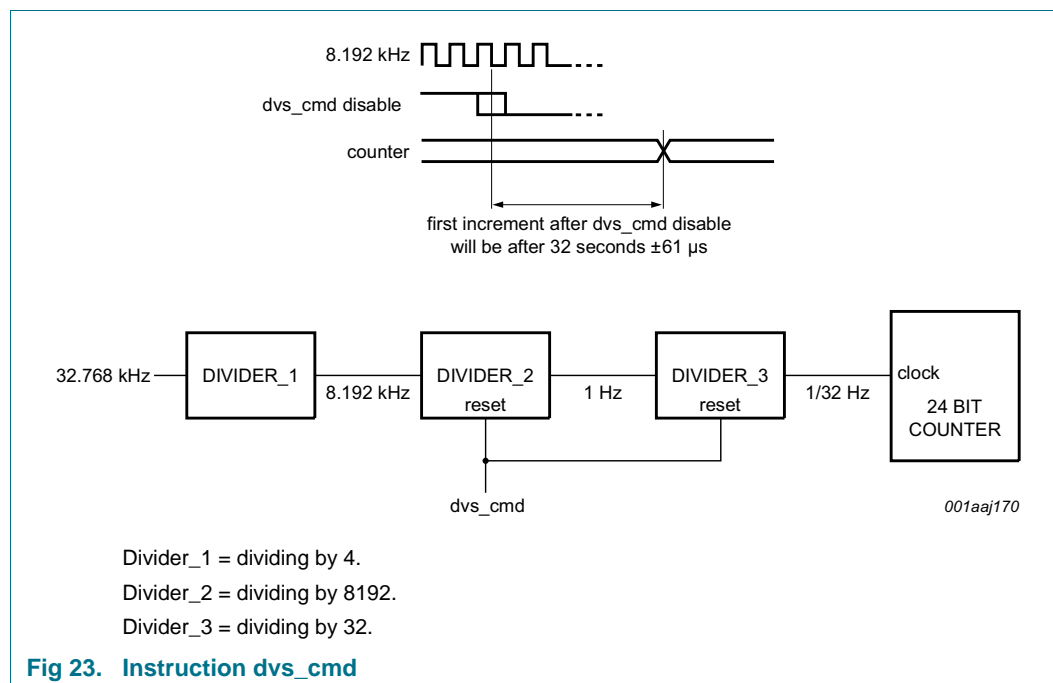 8.192 kHz
dvs_cmd disable
counter
first increment after dvs_cmd disable
will be after 32 seconds ±61 μs
32.768 kHz
DIVIDER_1
8.192 kHz
DIVIDER_2
reset
1 Hz
DIVIDER_3
reset
1/32 Hz
clock
24 BIT
COUNTER
dvs_cmd
001aaj170
Divider_1 = dividing by 4.
Divider_2 = dividing by 8192.
Divider_3 = dividing by 32.
Fig 23. Instruction dvs_cmd